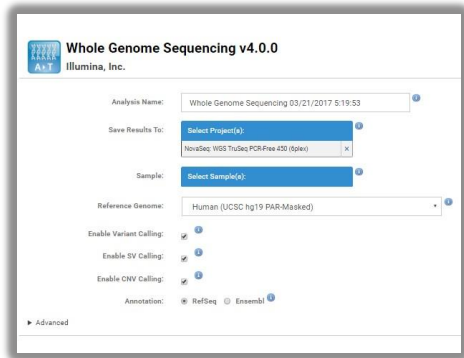 Whole Genome Sequencing v4.0.0
A+T
Illumina, Inc.
Analysis Name: Whole Genome Sequencing 03/21/2017 5:19:53
Save Results To: Select Project(s):
NovaSeq: WGS TruSeq PCR-Free 450 (6plex) ×
Sample: Select Sample(s):
Reference Genome: Human (UCSC hg19 PAR-Masked)
Enable Variant Calling:
Enable SV Calling:
Enable CNV Calling:
Annotation: RefSeq Ensembl
Advanced